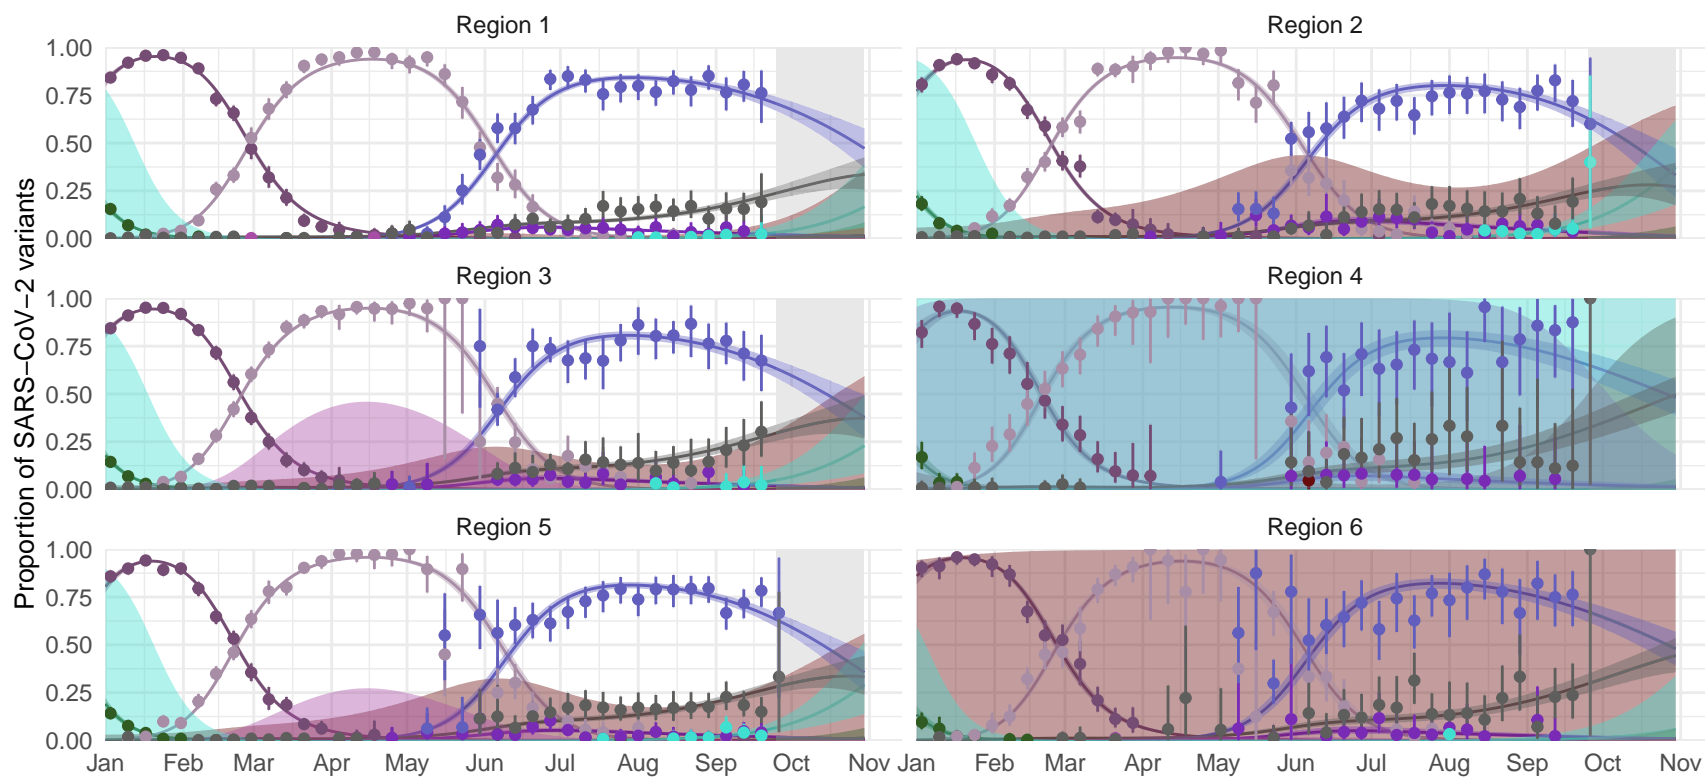 Region 1
Region 2
1.00
0.75
0.50
0.25
0.00
Region 3
Region 4
1.00
0.75
0.50
0.25
0.00
Region 5
Region 6
1.00
0.75
0.50
0.25
0.00
Jan Feb Mar Apr May Jun Jul Aug Sep Oct Nov
Jan Feb Mar Apr May Jun Jul Aug Sep Oct Nov
Proportion of SARS−CoV−2 variants